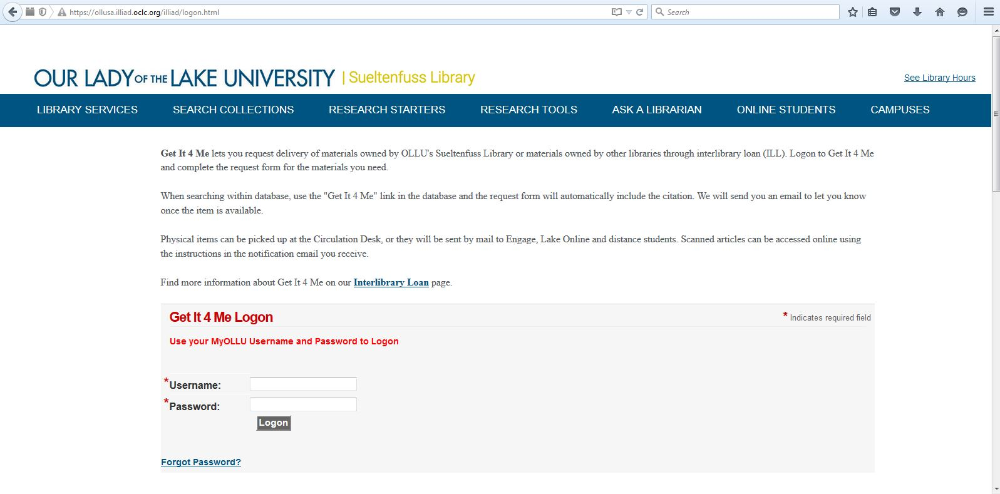 https://ollusa.illiad.oclc.org/illiad/logon.html
Search
OUR LADY OF THE LAKE UNIVERSITY | Sueltenfuss Library
See Library Hours
LIBRARY SERVICES SEARCH COLLECTIONS RESEARCH STARTERS RESEARCH TOOLS ASK A LIBRARIAN ONLINE STUDENTS CAMPUSES
Get It 4 Me lets you request delivery of materials owned by OLLU's Sueltenfuss Library or materials owned by other libraries through interlibrary loan (ILL). Logon to Get It 4 Me
and complete the request form for the materials you need.
When searching within database, use the "Get It 4 Me" link in the database and the request form will automatically include the citation. We will send you an email to let you know
once the item is available.
Physical items can be picked up at the Circulation Desk, or they will be sent by mail to Engage, Lake Online and distance students. Scanned articles can be accessed online using
the instructions in the notification email you receive.
Find more information about Get It 4 Me on our Interlibrary Loan page.
Get It 4 Me Logon
* Indicates required field
Use your MyOLLU Username and Password to Logon
*Username:
*Password:
Logon
Forgot Password?